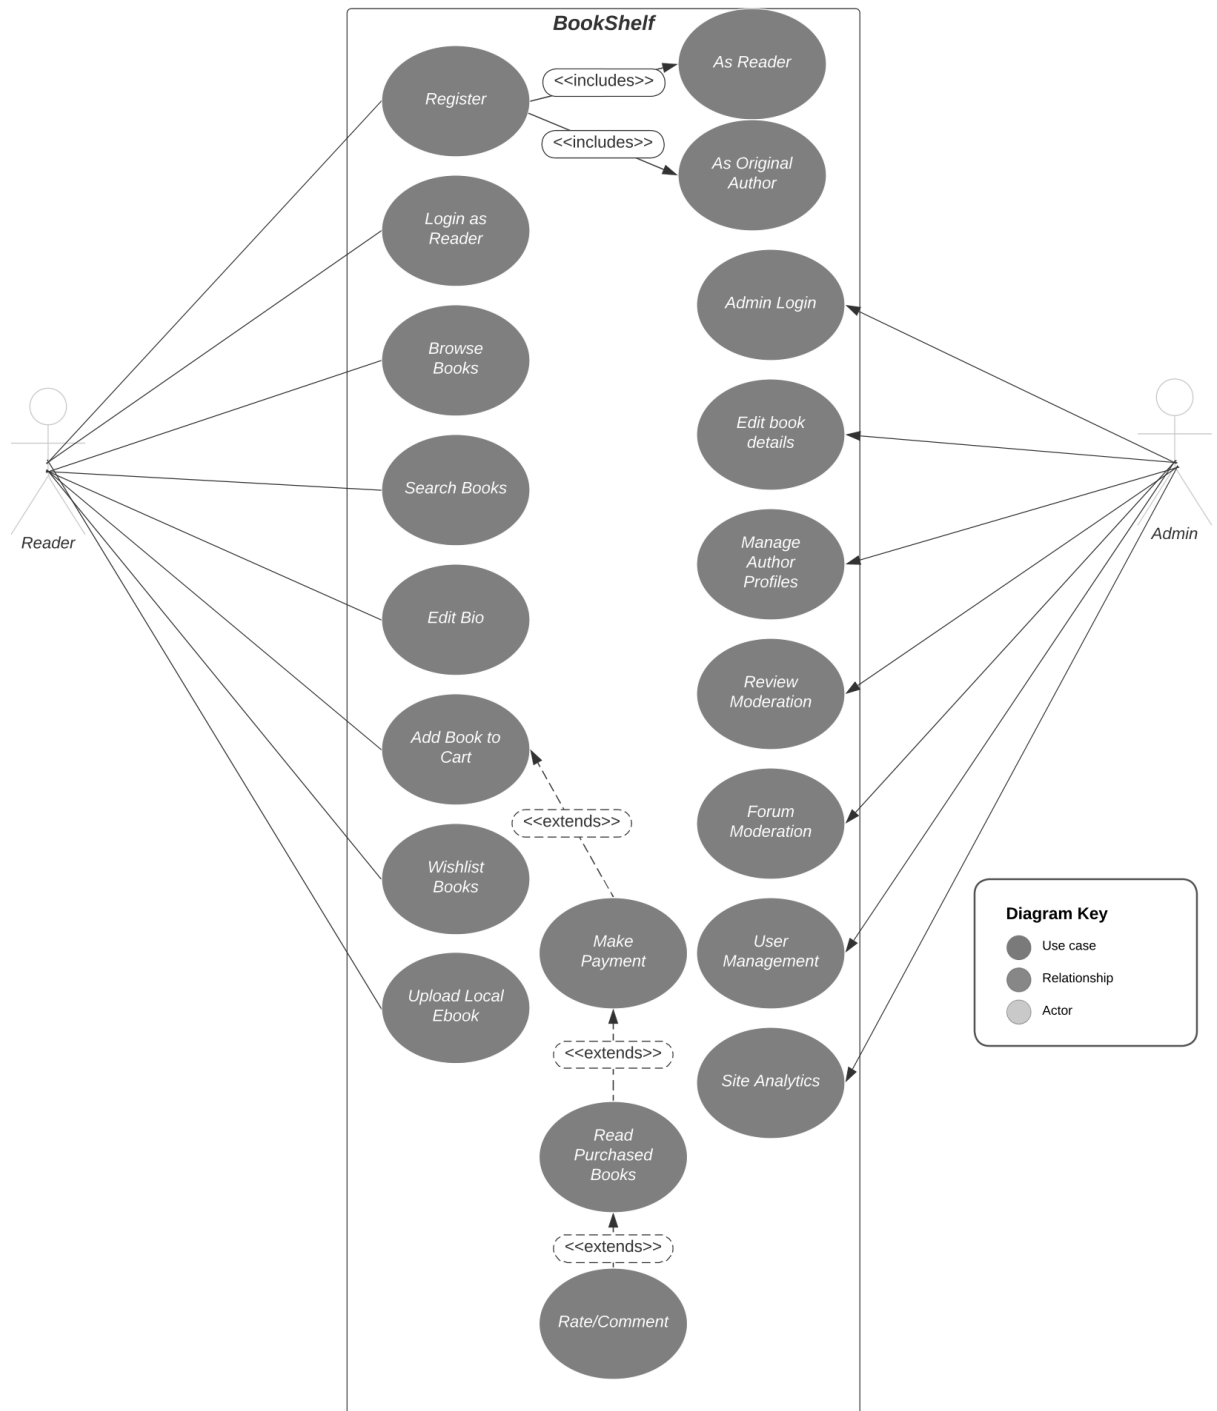 BookShelf
Register
<<includes>>
As Reader
<<includes>>
As Original
Author
Login as
Reader
Browse
Books
Search Books
Edit Bio
Add Book to
Cart
<<extends>>
Wishlist
Books
Upload Local
Ebook
Make
Payment
<<extends>>
Read
Purchased
Books
<<extends>>
Rate/Comment
Admin Login
Edit book
details
Manage
Author
Profiles
Review
Moderation
Forum
Moderation
User
Management
Site Analytics
Reader
Admin
Diagram Key
Use case
Relationship
Actor